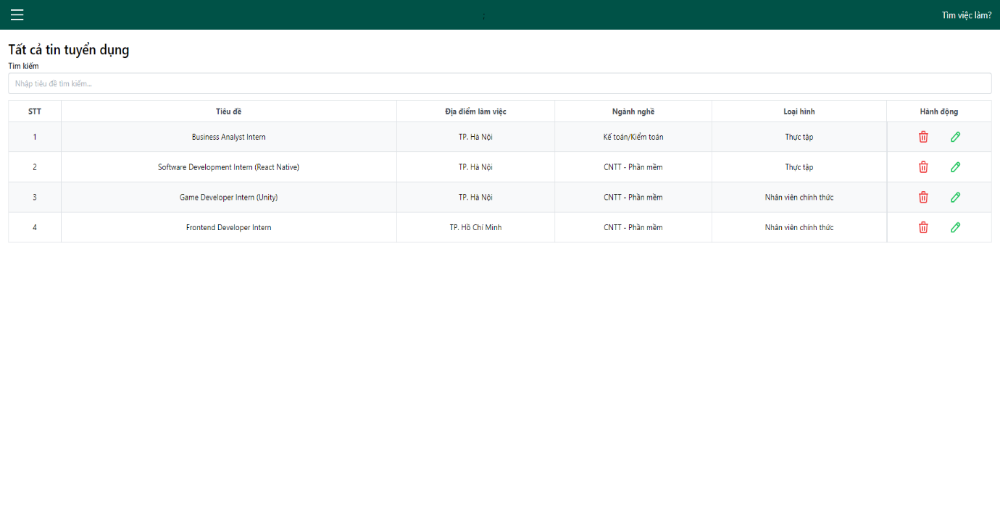 Tìm việc làm?
Tất cả tin tuyển dụng
Tìm kiếm
Nhập tiêu đề tìm kiếm...
STT Tiêu đề Địa điểm làm việc Ngành nghề Loại hình Hành động
1 Business Analyst Intern TP. Hà Nội Kế toán/Kiểm toán Thực tập
2 Software Development Intern (React Native) TP. Hà Nội CNTT - Phần mềm Thực tập
3 Game Developer Intern (Unity) TP. Hà Nội CNTT - Phần mềm Nhân viên chính thức
4 Frontend Developer Intern TP. Hồ Chí Minh CNTT - Phần mềm Nhân viên chính thức